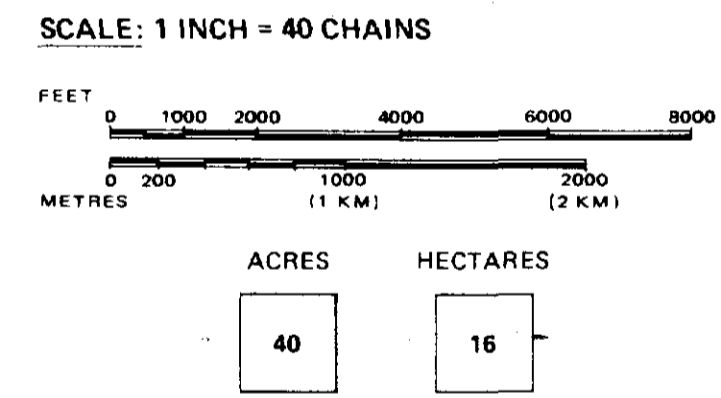 SCALE: 1 INCH = 40 CHAINS
FEET
0 1000 2000 4000 6000 8000
0 200 1000 2000
METRES (1 KM) (2 KM)
ACRES HECTARES
40 16